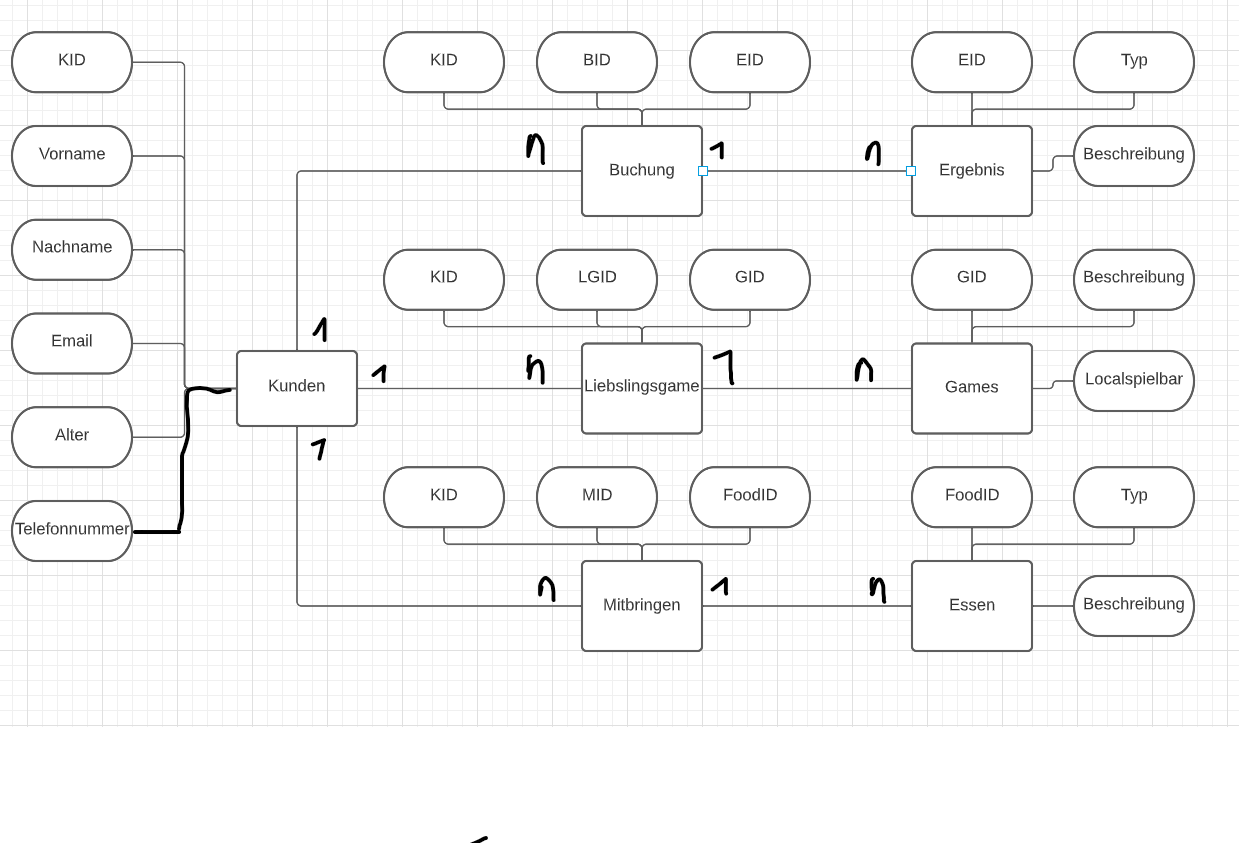 KID
KID BID EID
EID Typ
Vorname
n
Buchung
1
n
Ergebnis
Beschreibung
Nachname
KID LGID GID
GID Beschreibung
Email
1
n
Liebslingsgame
1
n
Games
Localspielbar
Kunden
1
1
Alter
KID MID FoodID
FoodID Typ
Telefonnummer
n
Mitbringen
1
n
Essen
Beschreibung